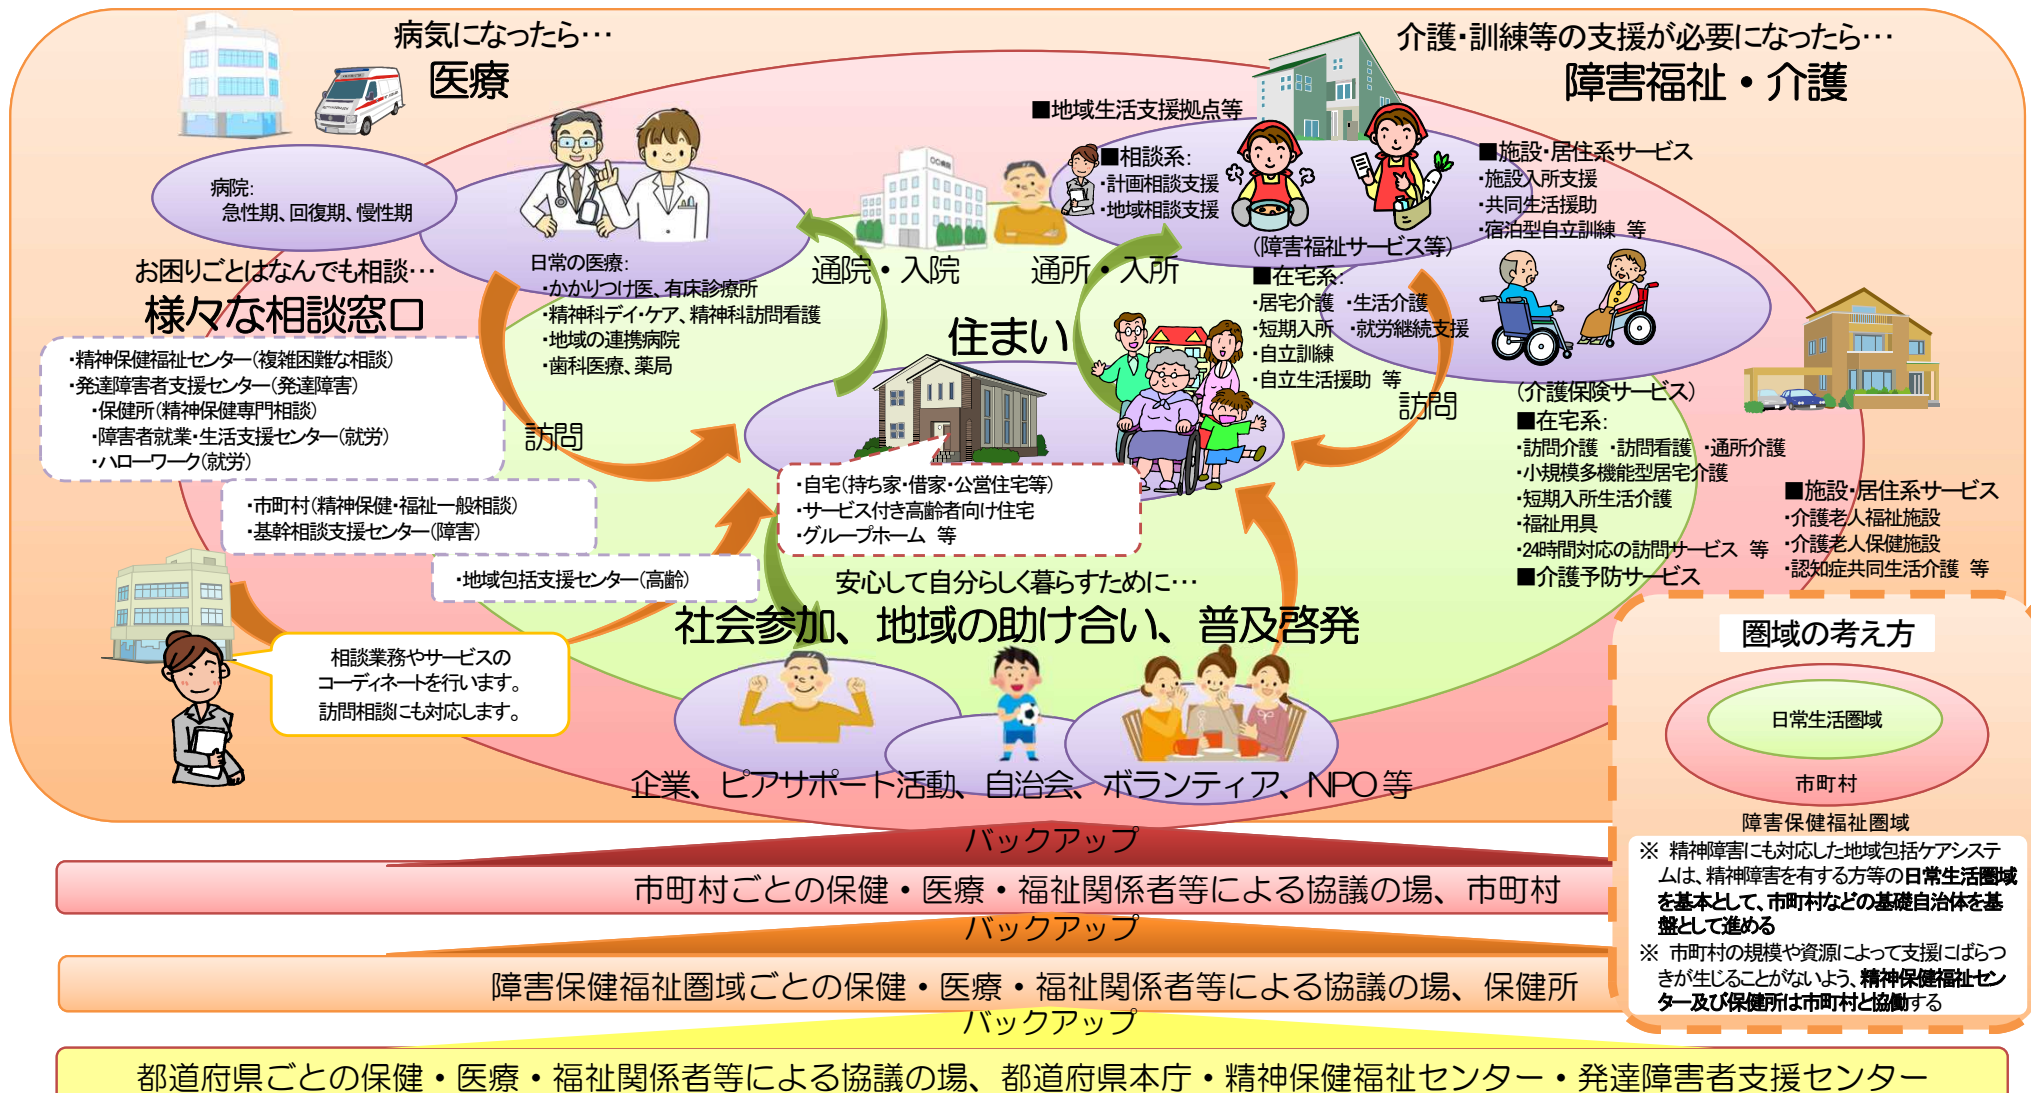 病気になったら…
医療
介護・訓練等の支援が必要になったら…
障害福祉・介護
病院:
急性期、回復期、慢性期
日常の医療:
・かかりつけ医、有床診療所
・精神科デイ・ケア、精神科訪問看護
・地域の連携病院
・歯科医療、薬局
○○病院
通院・入院
通所・入所
■地域生活支援拠点等
■相談系:
・計画相談支援
・地域相談支援
■施設・居住系サービス
・施設入所支援
・共同生活援助
・宿泊型自立訓練 等
(障害福祉サービス等)
■在宅系:
・居宅介護 ・生活介護
・短期入所 ・就労継続支援
・自立訓練
・自立生活援助 等
訪問
(介護保険サービス)
■在宅系:
・訪問介護 ・訪問看護 ・通所介護
・小規模多機能型居宅介護
・短期入所生活介護
・福祉用具
・24時間対応の訪問サービス 等
■介護予防サービス
■施設・居住系サービス
・介護老人福祉施設
・介護老人保健施設
・認知症共同生活介護 等
お困りごとはなんでも相談…
様々な相談窓口
・精神保健福祉センター(複雑困難な相談)
・発達障害者支援センター(発達障害)
・保健所(精神保健専門相談)
・障害者就業・生活支援センター(就労)
・ハローワーク(就労)
・市町村(精神保健・福祉一般相談)
・基幹相談支援センター(障害)
・地域包括支援センター(高齢)
訪問
住まい
・自宅(持ち家・借家・公営住宅等)
・サービス付き高齢者向け住宅
・グループホーム 等
相談業務やサービスの
コーディネートを行います。
訪問相談にも対応します。
安心して自分らしく暮らすために…
社会参加、地域の助け合い、普及啓発
企業、ピアサポート活動、自治会、ボランティア、NPO等
圏域の考え方
日常生活圏域
市町村
障害保健福祉圏域
※ 精神障害にも対応した地域包括ケアシステ
ムは、精神障害を有する方等の日常生活圏域
を基本として、市町村などの基礎自治体を基
盤として進める
※ 市町村の規模や資源によって支援にばらつ
きが生じることがないよう、精神保健福祉セン
ター及び保健所は市町村と協働する
バックアップ
市町村ごとの保健・医療・福祉関係者等による協議の場、市町村
バックアップ
障害保健福祉圏域ごとの保健・医療・福祉関係者等による協議の場、保健所
バックアップ
都道府県ごとの保健・医療・福祉関係者等による協議の場、都道府県本庁・精神保健福祉センター・発達障害者支援センター